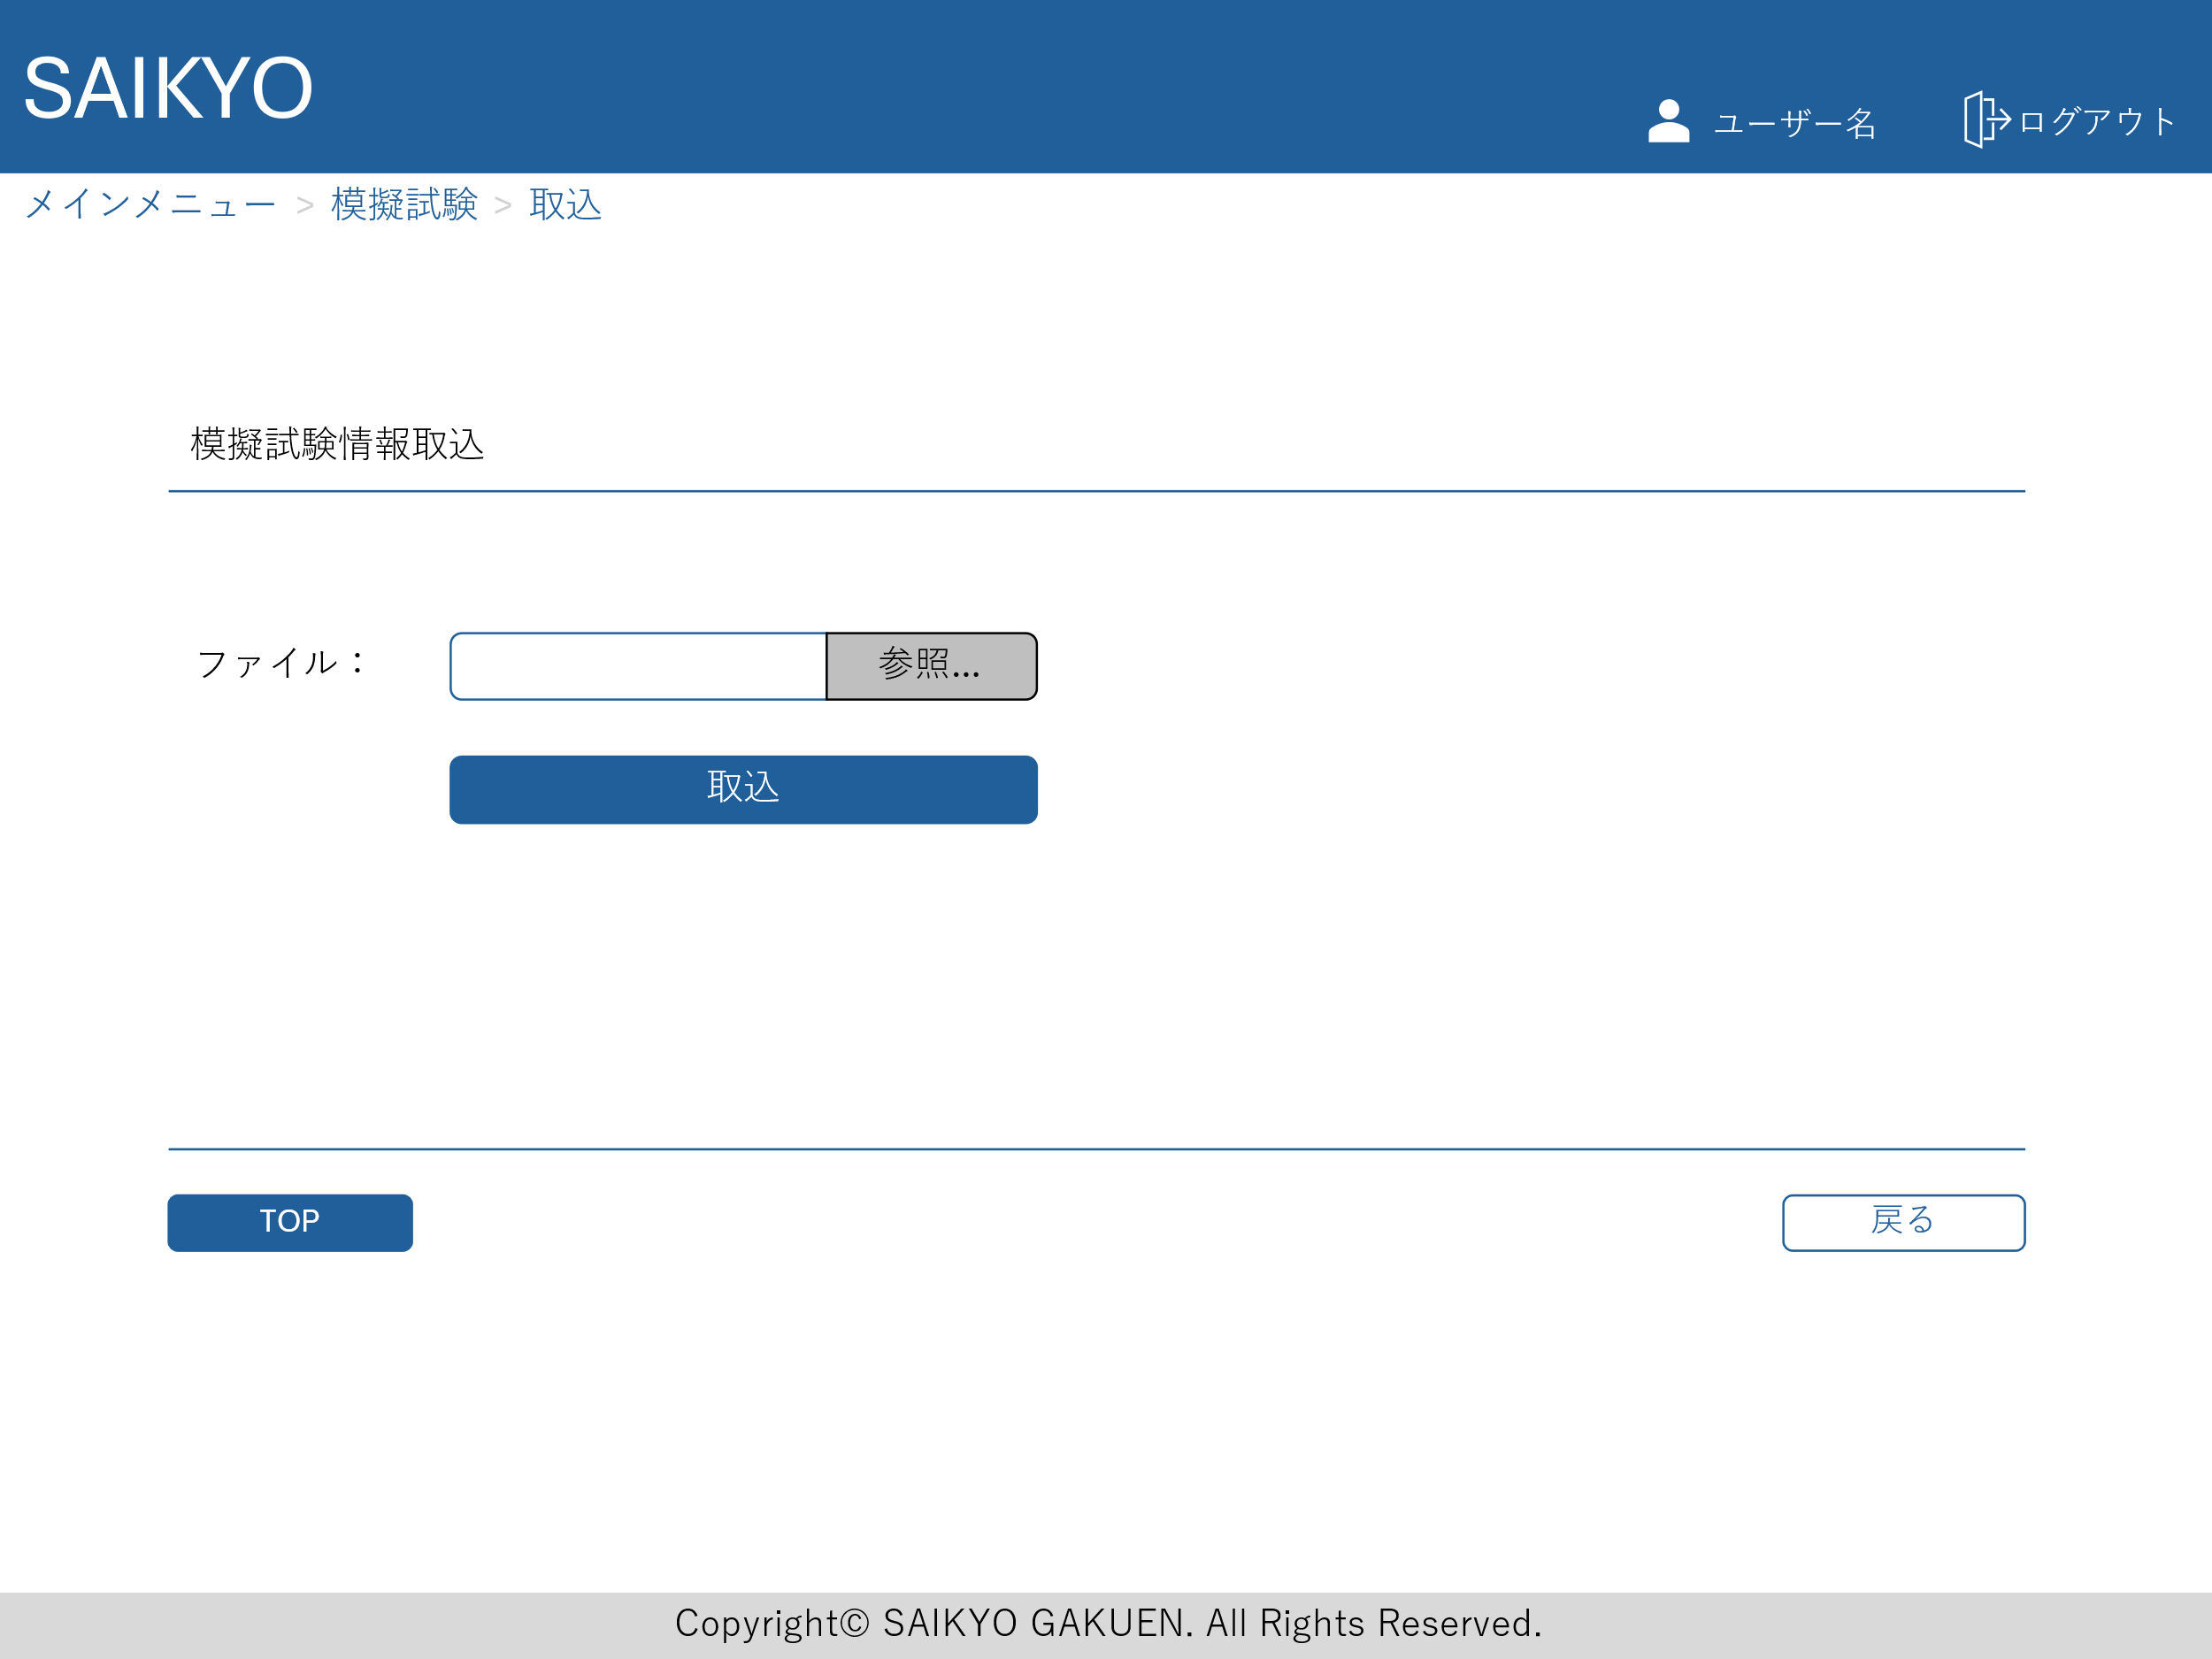 SAIKYO
ユーザー名 ログアウト
メインメニュー > 模擬試験 > 取込
模擬試験情報取込
ファイル： 参照...
取込
TOP 戻る
Copyright© SAIKYO GAKUEN. All Rights Reserved.